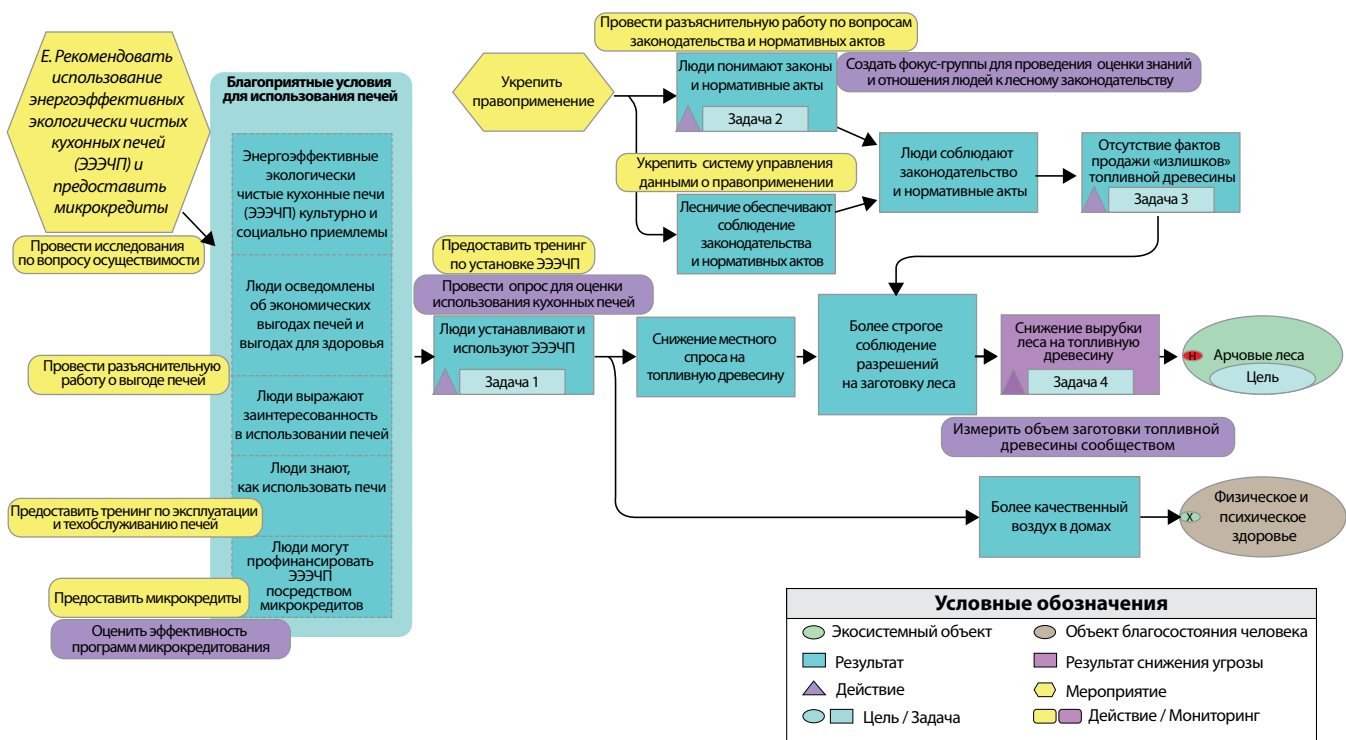 E. Рекомендовать
использование
энергоэффективных
экологически чистых
кухонных печей
(ЭЭЭЧП) и
предоставить
микрокредиты
Провести исследования
по вопросу осуществимости
Провести разъяснительную
работу о выгоде печей
Предоставить тренинг по эксплуатации
и техобслуживанию печей
Предоставить микрокредиты
Оценить эффективность
программ микрокредитования
Благоприятные условия
для использования печей
Энергоэффективные
экологически
чистые кухонные печи
(ЭЭЭЧП) культурно и
социально приемлемы
Люди осведомлены
об экономических
выгодах печей и
выгодах для здоровья
Люди выражают
заинтересованность
в использовании печей
Люди знают,
как использовать печи
Люди могут
профинансировать
ЭЭЭЧП
посредством
микрокредитов
Укрепить
правоприменение
Провести разъяснительную работу по вопросам
законодательства и нормативных актов
Люди понимают законы
и нормативные акты
Задача 2
Создать фокус-группы для проведения оценки знаний
и отношения людей к лесному законодательству
Укрепить систему управления
данными о правоприменении
Лесничие обеспечивают
соблюдение
законодательства
и нормативных актов
Люди соблюдают
законодательство
и нормативные акты
Отсутствие фактов
продажи «излишков»
топливной древесины
Задача 3
Предоставить тренинг
по установке ЭЭЭЧП
Провести опрос для оценки
использования кухонных печей
Люди устанавливают и
используют ЭЭЭЧП
Задача 1
Снижение местного
спроса на
топливную древесину
Более строгое
соблюдение
разрешений
на заготовку леса
Снижение вырубки
леса на топливную
древесину
Задача 4
Н
Арчовые леса
Цель
Измерить объем заготовки топливной
древесины сообществом
Более качественный
воздух в домах
Х
Физическое и
психическое
здоровье
Условные обозначения
Экосистемный объект
Объект благосостояния человека
Результат
Результат снижения угрозы
Действие
Мероприятие
Цель / Задача
Действие / Мониторинг